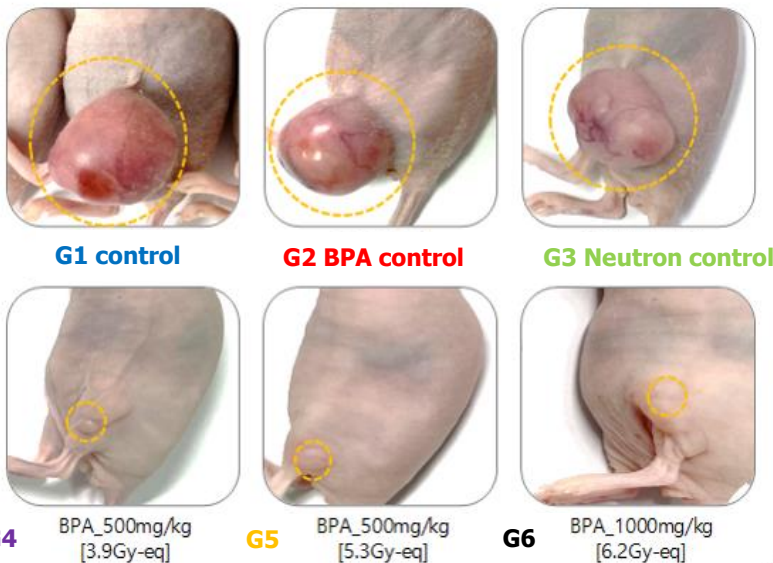 G1 control
G2 BPA control
G3 Neutron control
G4
BPA_500mg/kg
[3.9Gy-eq]
G5
BPA_500mg/kg
[5.3Gy-eq]
G6
BPA_1000mg/kg
[6.2Gy-eq]